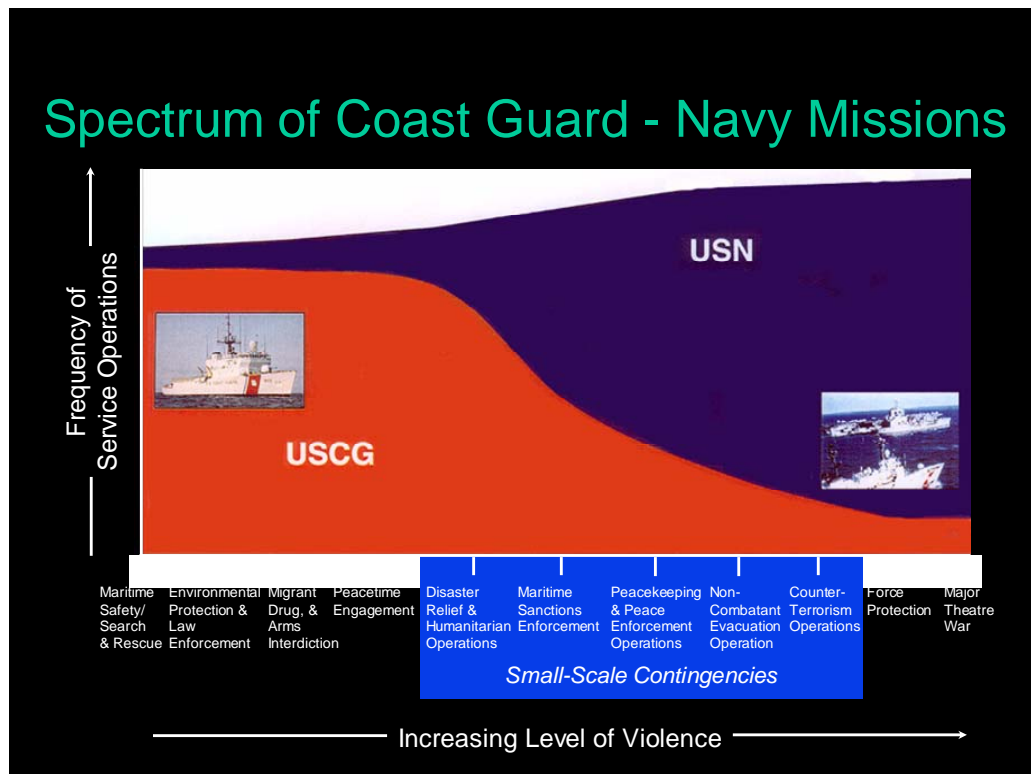 Spectrum of Coast Guard - Navy Missions
Frequency of
Service Operations
USN
USCG
Maritime
Safety/
Search
& Rescue
Environmental
Protection &
Law
Enforcement
Migrant
Drug, &
Arms
Interdiction
Peacetime
Engagement
Disaster
Relief &
Humanitarian
Operations
Maritime
Sanctions
Enforcement
Peacekeeping
& Peace
Enforcement
Operations
Non-
Combatant
Evacuation
Operation
Counter-
Terrorism
Operations
Force
Protection
Major
Theatre
War
Small-Scale Contingencies
Increasing Level of Violence